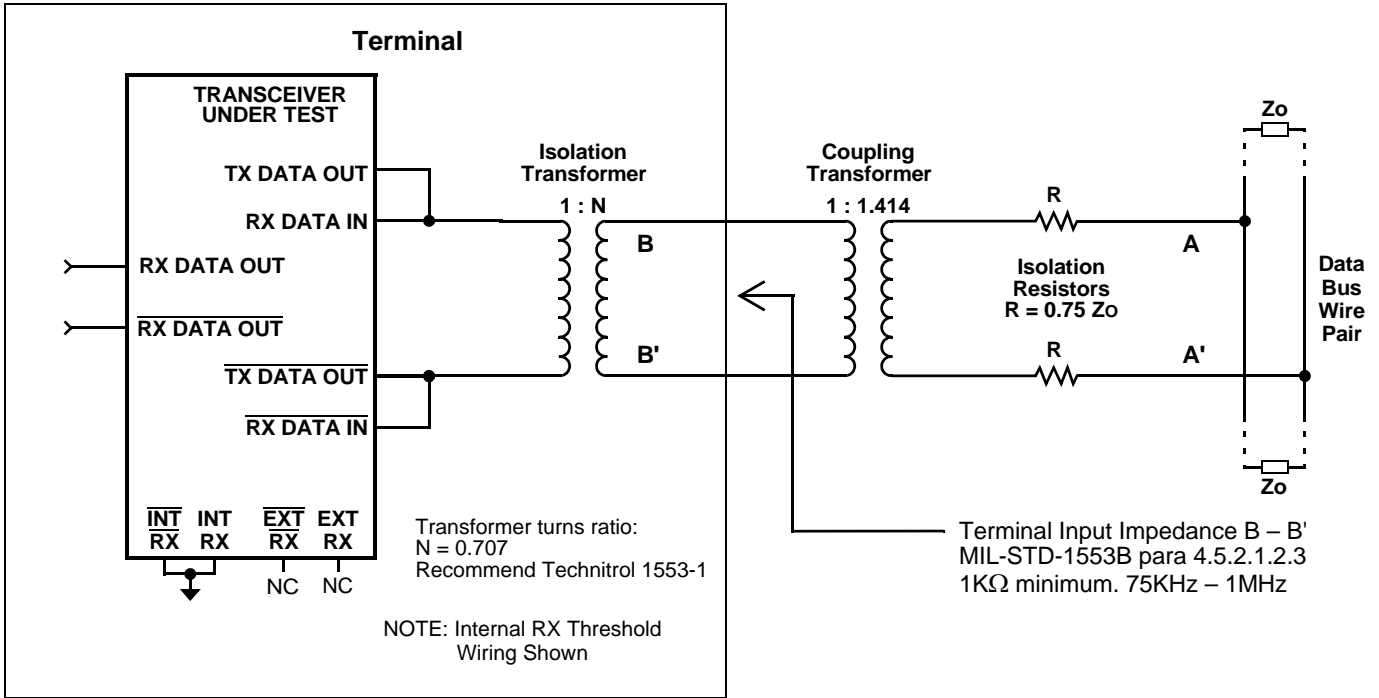 Terminal
TRANSCEIVER
UNDER TEST
TX DATA OUT
RX DATA IN
RX DATA OUT
RX DATA OUT
TX DATA OUT
RX DATA IN
INT INT EXT EXT
RX RX RX RX
NC NC
Isolation
Transformer
1 : N
B
B'
Transformer turns ratio:
N = 0.707
Recommend Technitrol 1553-1
NOTE: Internal RX Threshold
Wiring Shown
Coupling
Transformer
1 : 1.414
R
A
Isolation
Resistors
R = 0.75 Zo
R
A'
Zo
Data
Bus
Wire
Pair
Zo
Terminal Input Impedance B – B'
MIL-STD-1553B para 4.5.2.1.2.3
1KΩ minimum. 75KHz – 1MHz